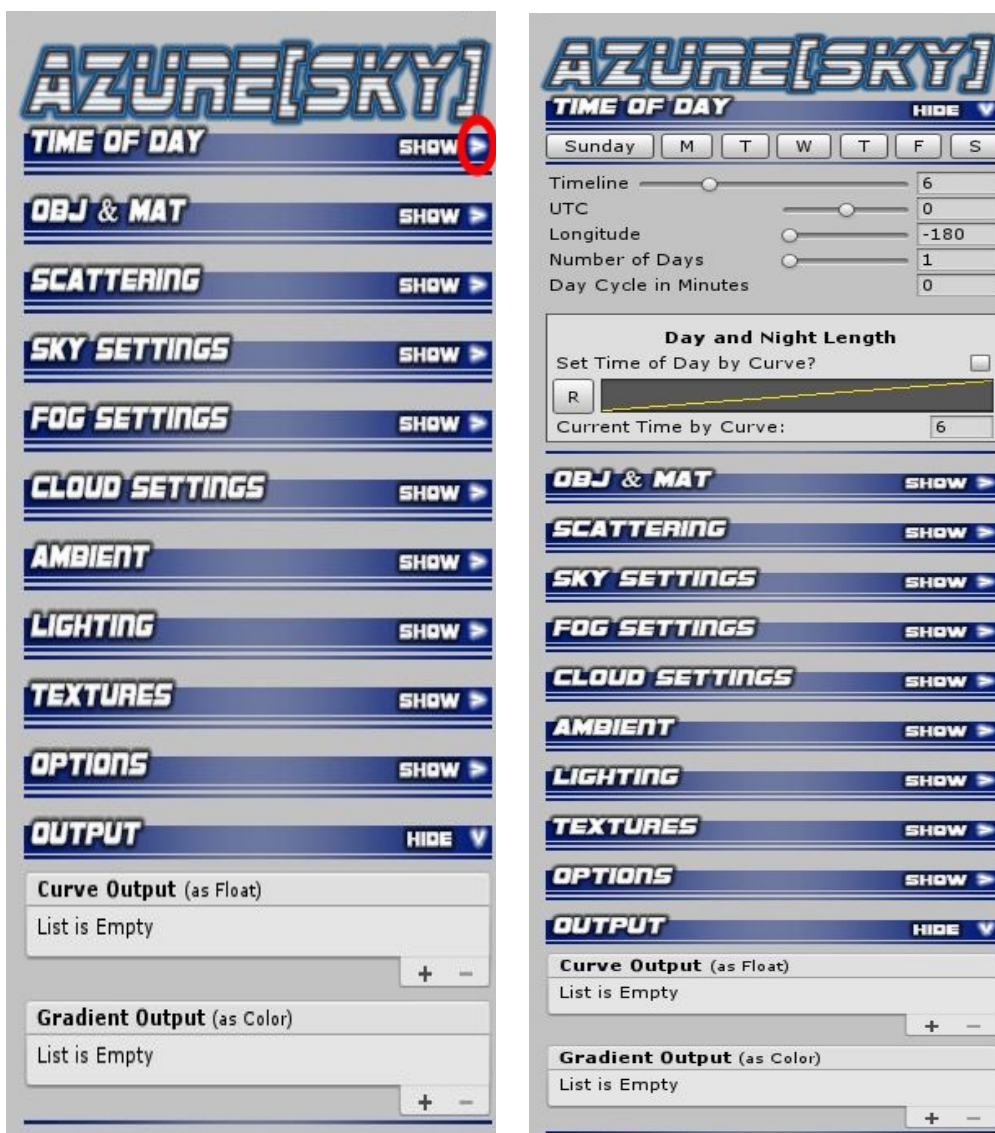 AZURE[SKY]
TIME OF DAY SHOW >
OBJ & MAT SHOW >
SCATTERING SHOW >
SKY SETTINGS SHOW >
FOG SETTINGS SHOW >
CLOUD SETTINGS SHOW >
AMBIENT SHOW >
LIGHTING SHOW >
TEXTURES SHOW >
OPTIONS SHOW >
OUTPUT HIDE V
Curve Output (as Float)
List is Empty
+ -
Gradient Output (as Color)
List is Empty
+ -
AZURE[SKY]
TIME OF DAY HIDE V
Sunday M T W T F S
Timeline 6
UTC 0
Longitude -180
Number of Days 1
Day Cycle in Minutes 0
Day and Night Length
Set Time of Day by Curve?
R
Current Time by Curve: 6
OBJ & MAT SHOW >
SCATTERING SHOW >
SKY SETTINGS SHOW >
FOG SETTINGS SHOW >
CLOUD SETTINGS SHOW >
AMBIENT SHOW >
LIGHTING SHOW >
TEXTURES SHOW >
OPTIONS SHOW >
OUTPUT HIDE V
Curve Output (as Float)
List is Empty
+ -
Gradient Output (as Color)
List is Empty
+ -